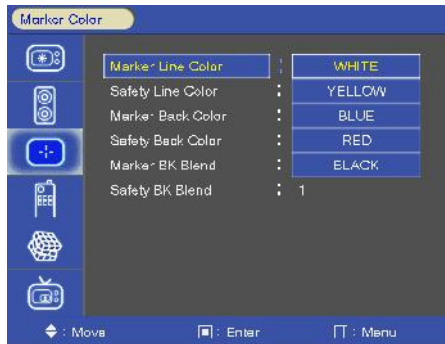 Marker Color
Marker Line Color : WHITE
Safety Line Color : YELLOW
Marker Back Color : BLUE
Safety Back Color : RED
Marker BK Blend : BLACK
Safety BK Blend : 1
: Move : Enter : Menu